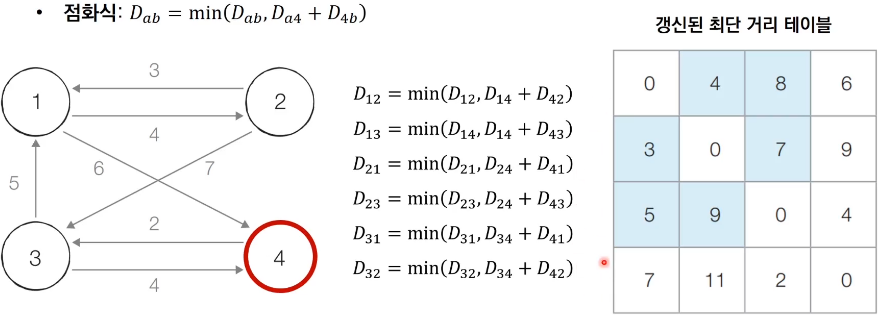 • 점화식: D_ab = min(D_ab, D_a4 + D_4b)
갱신된 최단 거리 테이블
1
2
3
4
3
4
6
7
5
2
4
D_12 = min(D_12, D_14 + D_42)
D_13 = min(D_14, D_14 + D_43)
D_21 = min(D_21, D_24 + D_41)
D_23 = min(D_23, D_24 + D_43)
D_31 = min(D_31, D_34 + D_41)
D_32 = min(D_32, D_34 + D_42)
0 4 8 6
3 0 7 9
5 9 0 4
7 11 2 0